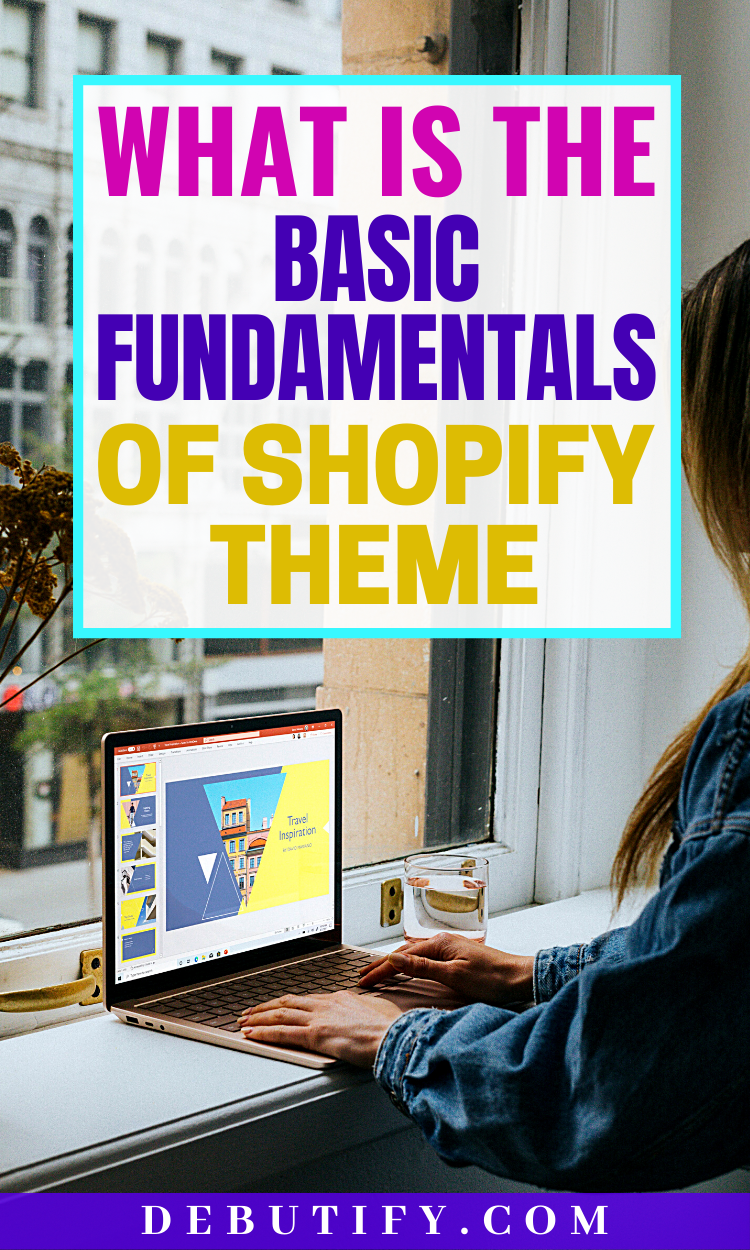 WHAT IS THE
BASIC
FUNDAMENTALS
OF SHOPIFY
THEME
Travel
Inspiration
DEBUTIFY.COM